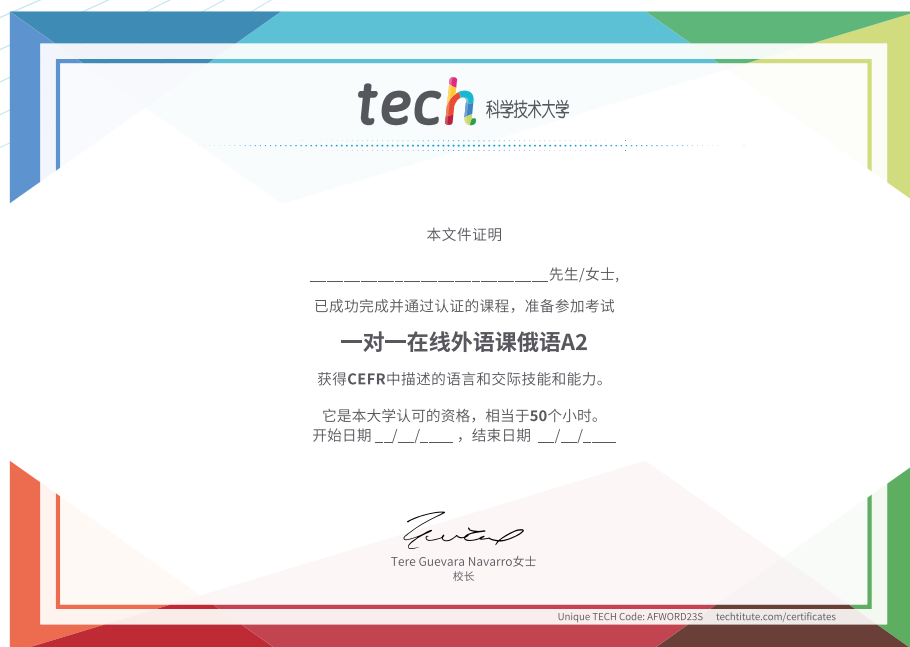 tech 科学技术大学
本文件证明
____________________________先生/女士,
已成功完成并通过认证的课程，准备参加考试
一对一在线外语课俄语A2
获得CEFR中描述的语言和交际技能和能力。
它是本大学认可的资格，相当于50个小时。
开始日期 __/__/____ ，结束日期 __/__/____
Tere Guevara Navarro女士
校长
Unique TECH Code: AFWORD23S techtitute.com/certificates